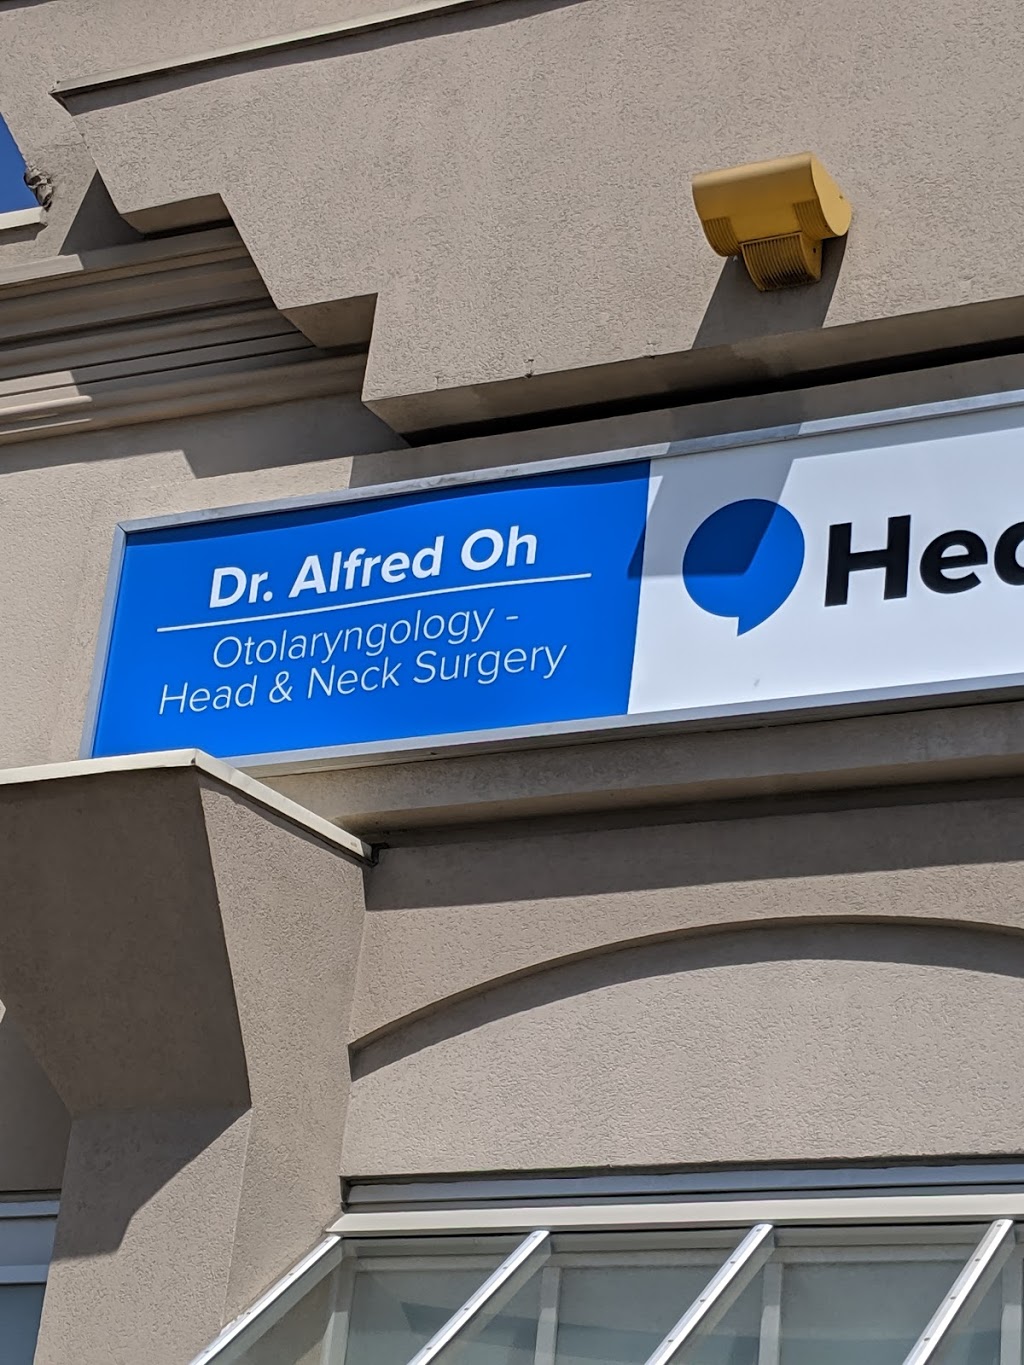 Dr. Alfred Oh
Otolaryngology -
Head & Neck Surgery